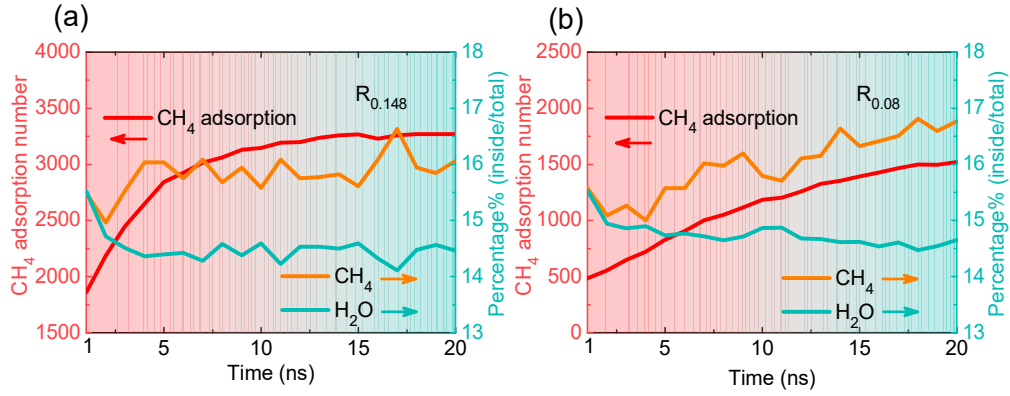 (a)
4000
3500
3000
2500
2000
1500
CH4 adsorption number
R0.148
CH4 adsorption
CH4
H2O
18
17
16
15
14
13
Percentage% (inside/total)
1 5 10 15 20
Time (ns)
(b)
2500
2000
1500
1000
500
0
CH4 adsorption number
R0.08
CH4 adsorption
CH4
H2O
18
17
16
15
14
13
Percentage% (inside/total)
1 5 10 15 20
Time (ns)